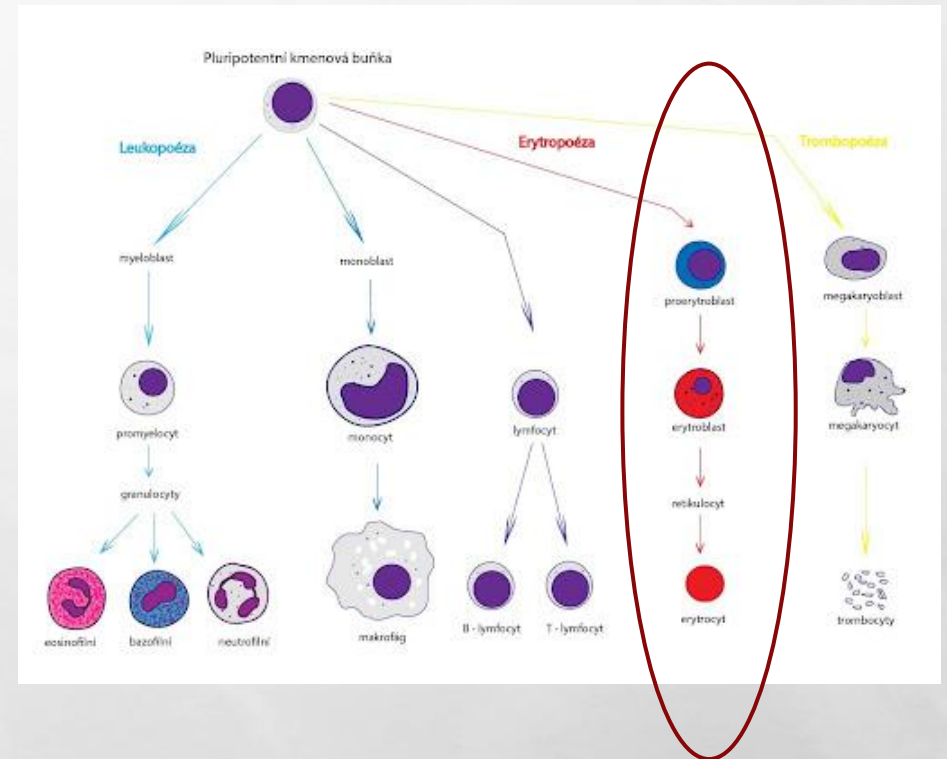 Pluripotentní kmenová buňka
Leukopoéza
Erytropoéza
Trombopoéza
myeloblast
monoblast
proerytroblast
megakaryoblast
promyelocyt
monocyt
lymfocyt
erytroblast
megakaryocyt
granulocyty
retikulocyt
eosinofilní
bazofilní
neutrofilní
makrofág
B - lymfocyt
T - lymfocyt
erytrocyt
trombocyty